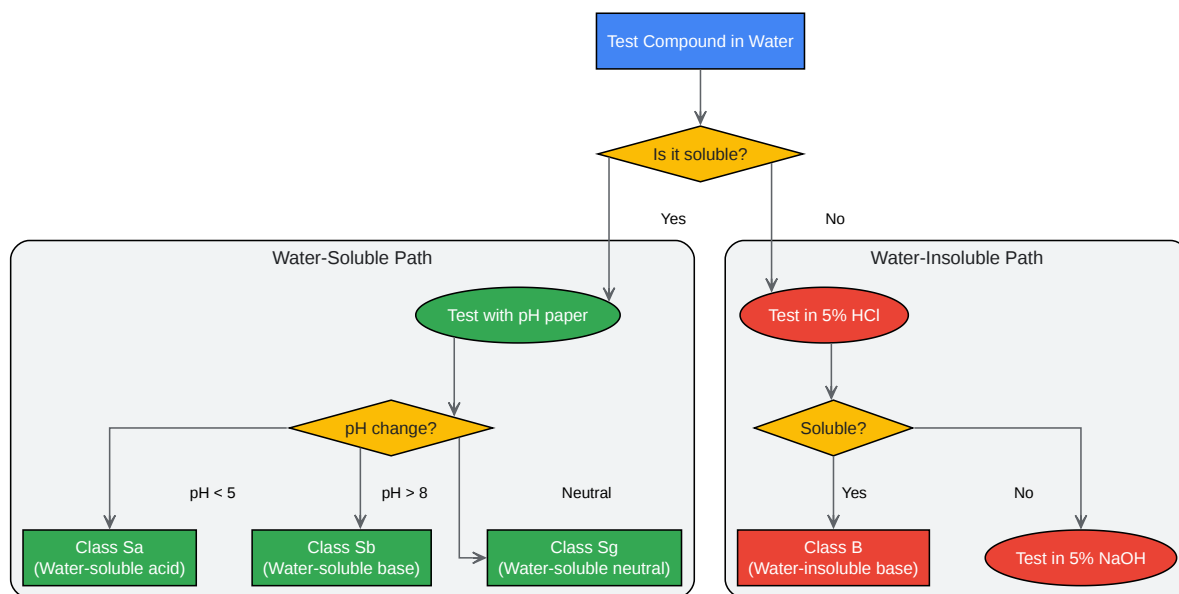 Test Compound in Water
Is it soluble?
Yes
No
Water-Soluble Path
Water-Insoluble Path
Test with pH paper
Test in 5% HCl
pH change?
Soluble?
pH < 5
pH > 8
Neutral
Yes
No
Class Sa
(Water-soluble acid)
Class Sb
(Water-soluble base)
Class Sg
(Water-soluble neutral)
Class B
(Water-insoluble base)
Test in 5% NaOH